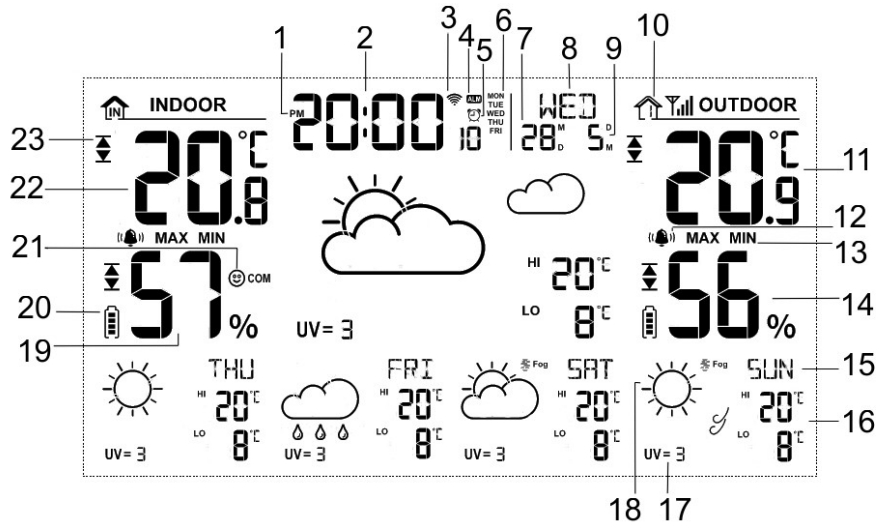 1 2 3 4 5 6 7 8 9 10
IN INDOOR
PM 20:00 ALM 10
MON
TUE
WED
THU
FRI
WED
28 M D 5 D M
OUTDOOR
23
22
20.8 °C
20.9 °C
11
12
21
MAX MIN
MAX MIN
13
COM
20
57%
19
HI 20°C
LO 8°C
UV= 3
56%
14
THU
HI 20°C
LO 8°C
UV= 3
FRI
HI 20°C
LO 8°C
UV= 3
Fog SAT
HI 20°C
LO 8°C
UV= 3
Fog SUN
HI 20°C
LO 8°C
UV= 3
15
16
18 17